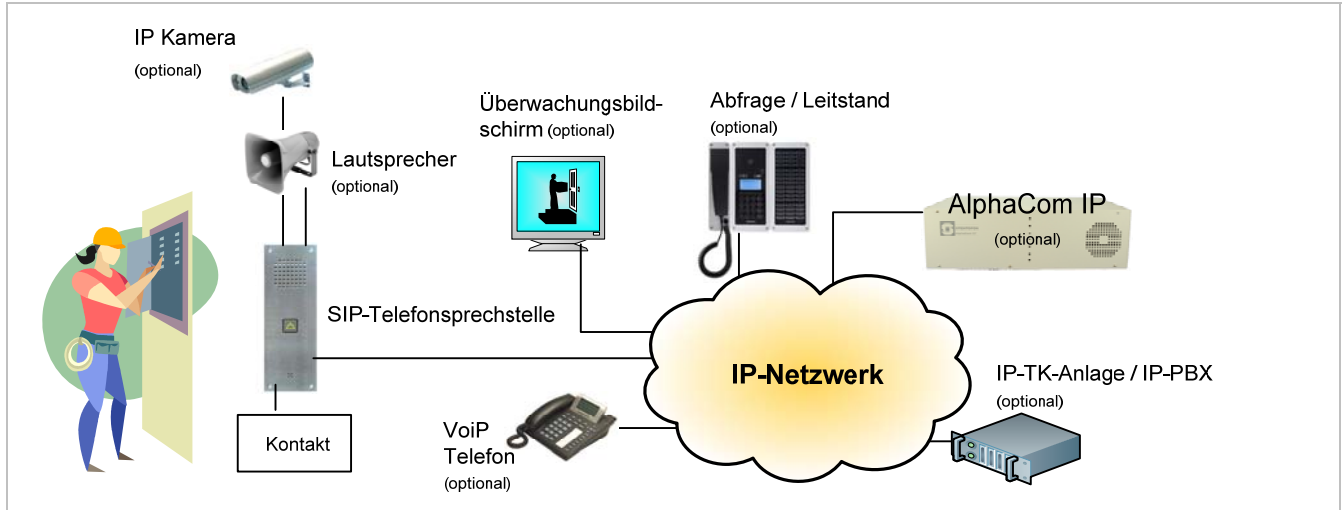 IP Kamera
(optional)
Lautsprecher
(optional)
Überwachungsbild-
schirm (optional)
Abfrage / Leitstand
(optional)
AlphaCom IP
(optional)
SIP-Telefonsprechstelle
IP-Netzwerk
IP-TK-Anlage / IP-PBX
(optional)
Kontakt
VoiP
Telefon
(optional)